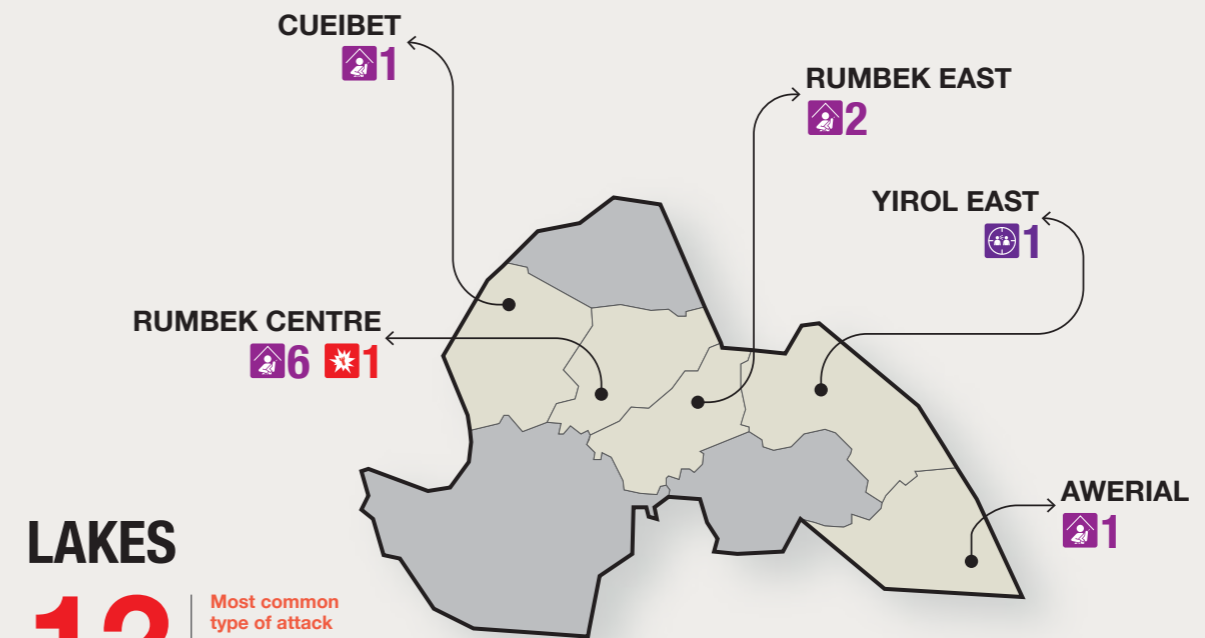 CUEIBET
1
RUMBEK EAST
2
YIROL EAST
1
RUMBEK CENTRE
6 1
AWERIAL
1
LAKES
12
Most common
type of attack